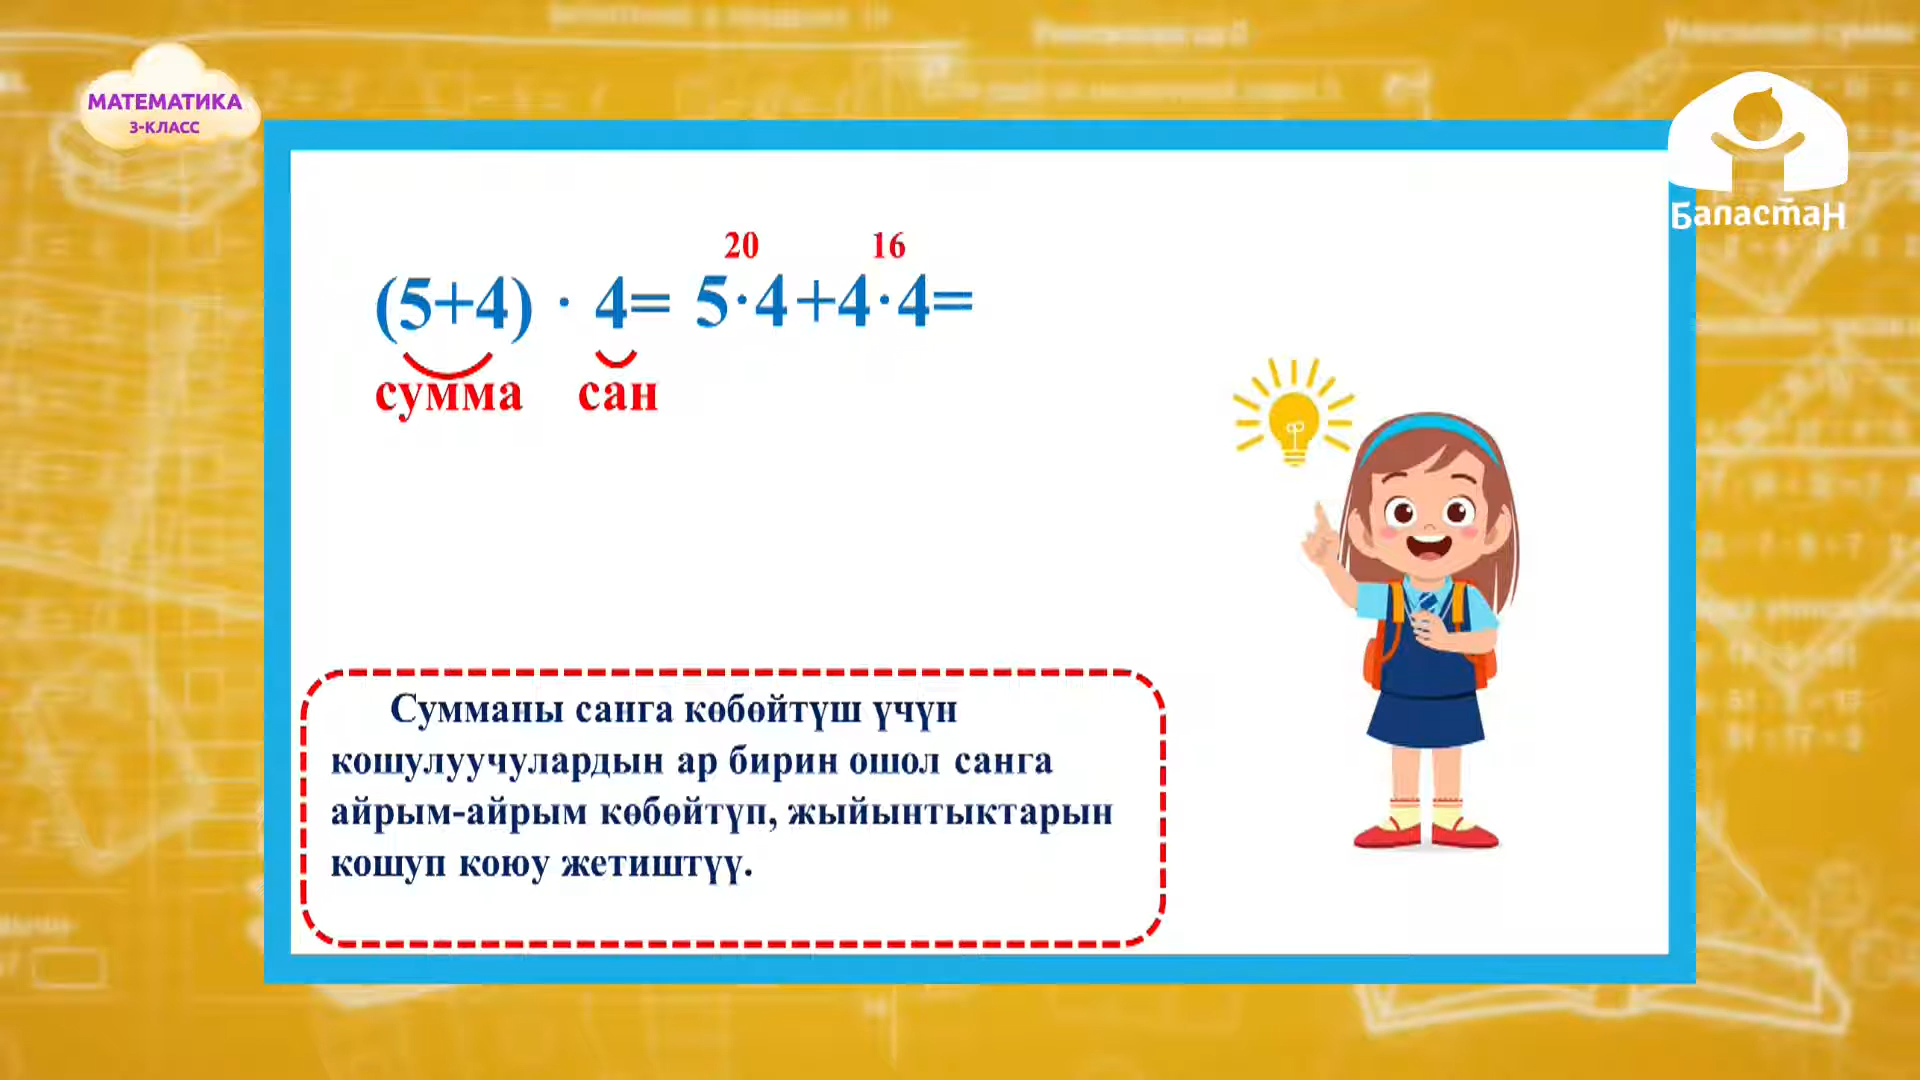 МАТЕМАТИКА
3-КЛАСС
Баластан
20 16
(5+4) · 4= 5·4+4·4=
сумма сан
Сумманы санга көбөйтүш үчүн
кошулуучулардын ар бирин ошол санга
айрым-айрым көбөйтүп, жыйынтыктарын
кошуп коюу жетиштүү.